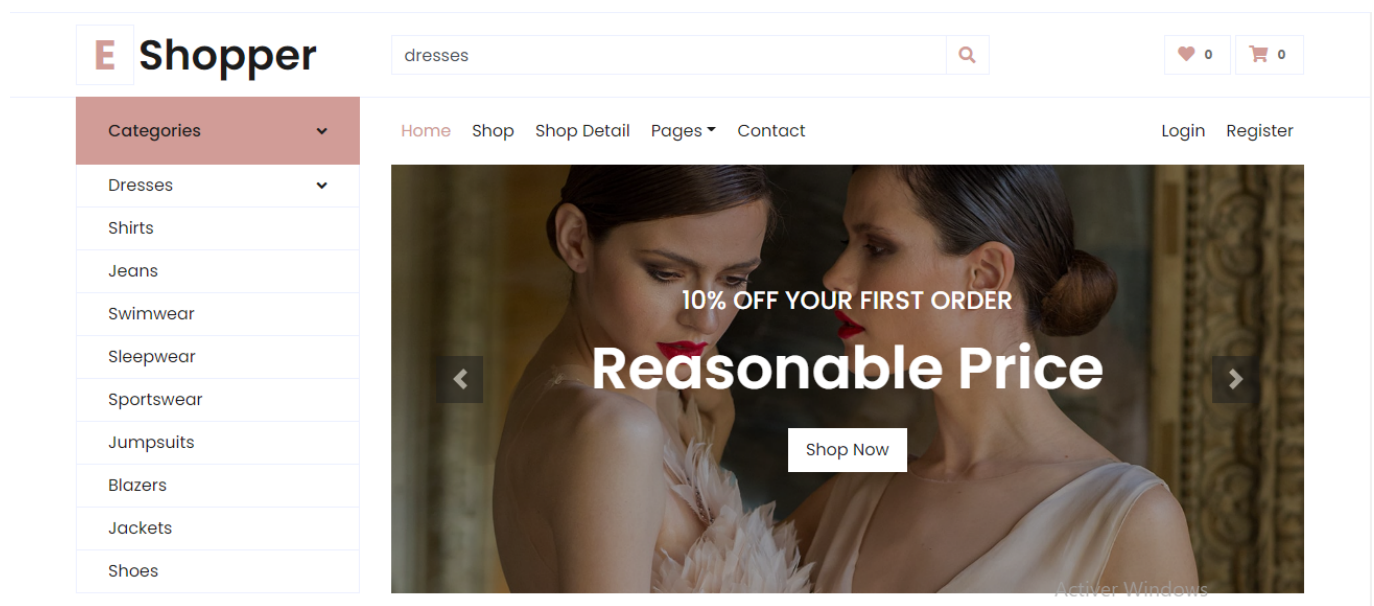 E Shopper
dresses
0
0
Categories
Home Shop Shop Detail Pages Contact
Login Register
Dresses
Shirts
Jeans
Swimwear
Sleepwear
Sportswear
Jumpsuits
Blazers
Jackets
Shoes
10% OFF YOUR FIRST ORDER
Reasonable Price
Shop Now
Activer Windows